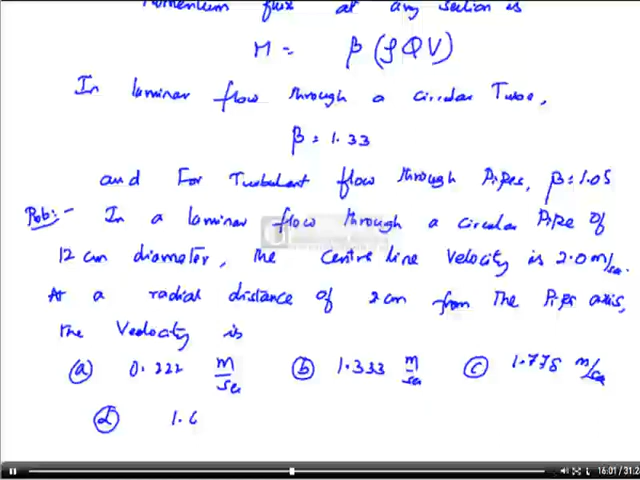 Momentum flux at any section is
M = β (ρQV)
In laminar flow through a circular Tube,
β = 1.33
and For Turbulent flow through Pipes, β = 1.05
Prob:- In a laminar flow through a circular Pipe of
12 cm diameter, the centre line velocity is 2.0 m/sec.
At a radial distance of 2 cm from the Pipe axis,
the Velocity is
(a) 0.222 m/sec (b) 1.333 m/sec (c) 1.778 m/sec
(d) 1.6
16:01 / 31:2